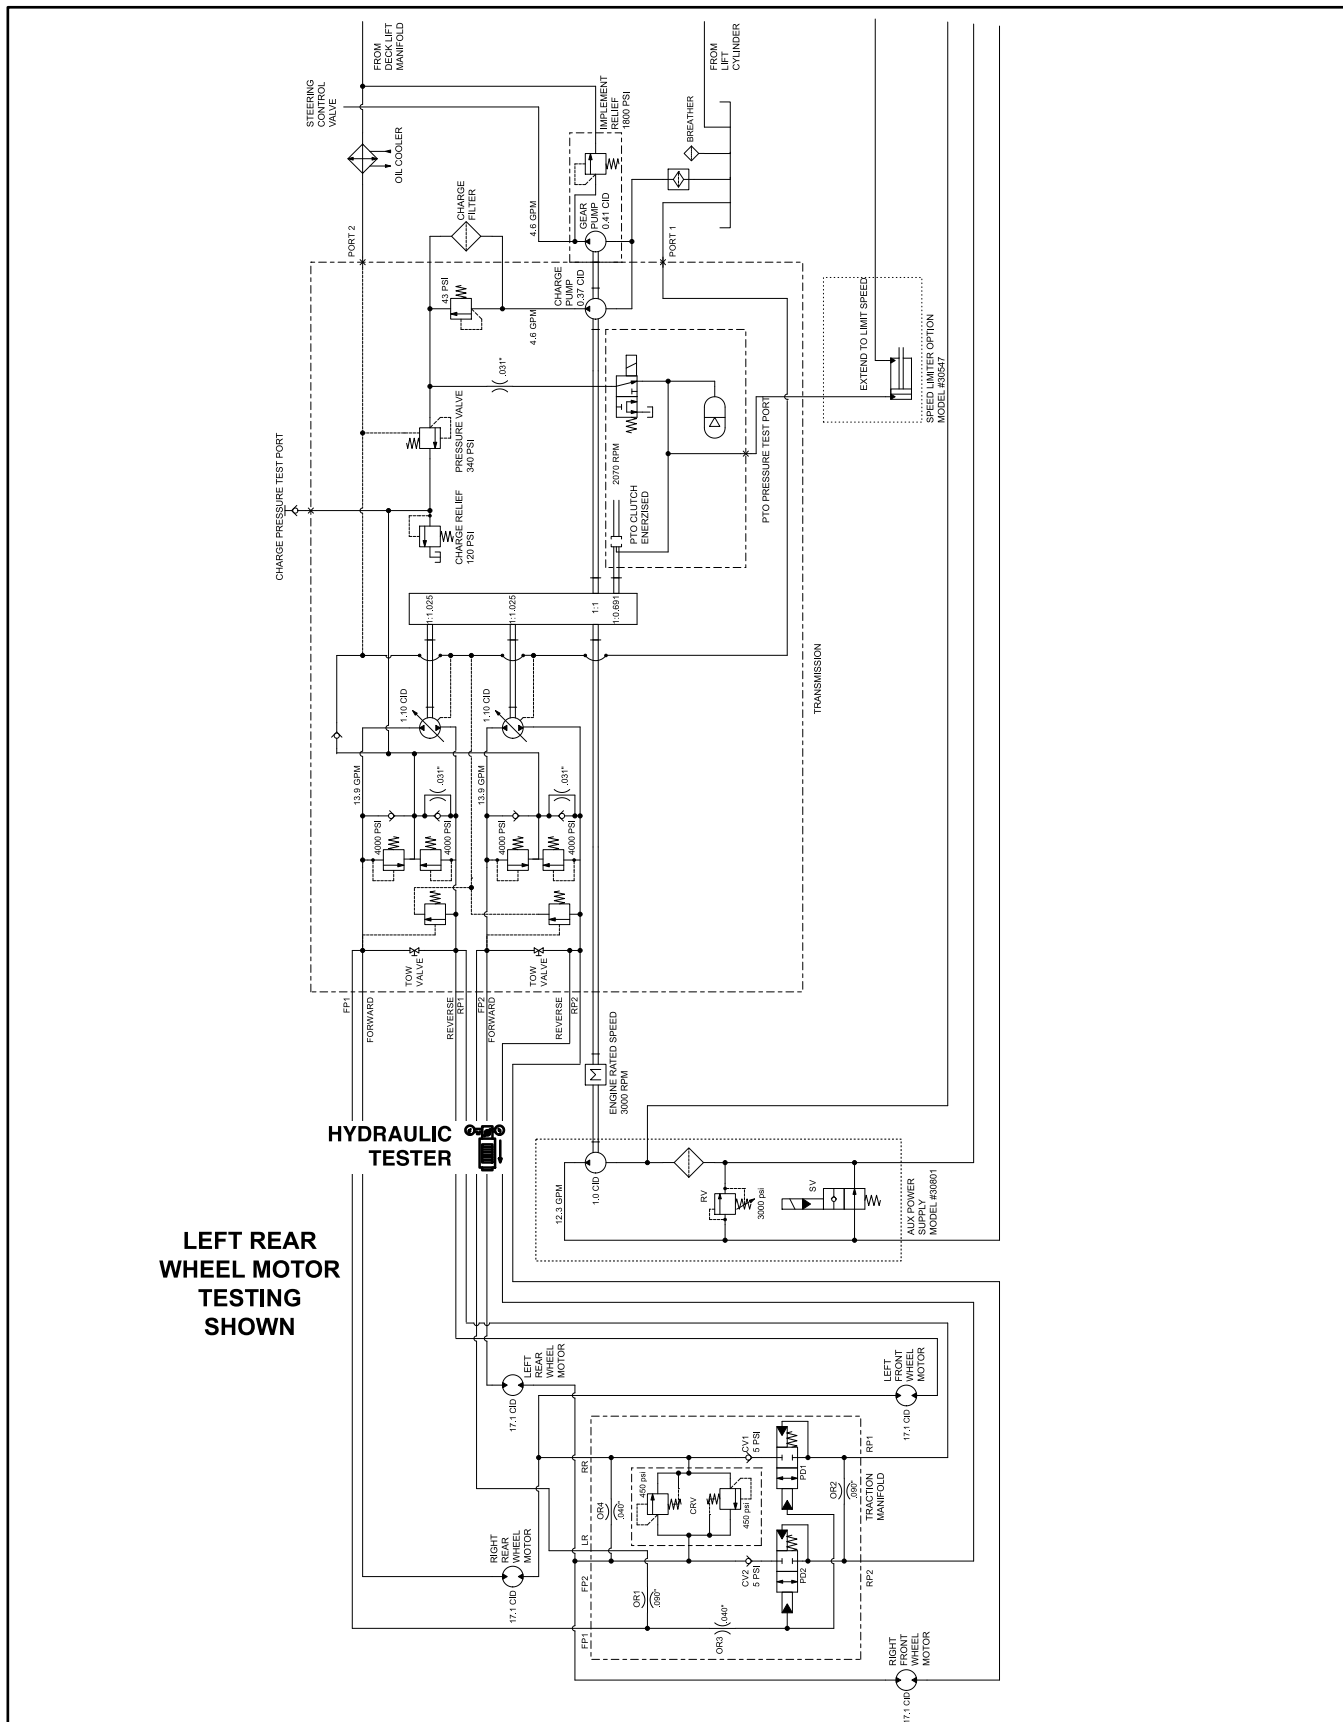 FROM
DECK LIFT
MANIFOLD
STEERING
CONTROL
VALVE
OIL COOLER
IMPLEMENT
RELIEF
1800 PSI
FROM
LIFT
CYLINDER
BREATHER
CHARGE
FILTER
4.6 GPM
GEAR
PUMP
0.41 CID
PORT 2
PORT 1
43 PSI
4.6 GPM
CHARGE
PUMP
0.37 CID
.031"
EXTEND TO LIMIT SPEED
SPEED LIMITER OPTION
MODEL #30547
CHARGE PRESSURE TEST PORT
PRESSURE VALVE
340 PSI
CHARGE RELIEF
120 PSI
2070 RPM
PTO CLUTCH
ENERZISED
PTO PRESSURE TEST PORT
1:1.025
1:1.025
1:1
1:0.691
TRANSMISSION
1.10 CID
1.10 CID
13.9 GPM
13.9 GPM
.031"
.031"
4000 PSI
4000 PSI
4000 PSI
4000 PSI
TOW
VALVE
TOW
VALVE
FP1
FORWARD
REVERSE
RP1
FP2
FORWARD
REVERSE
RP2
ENGINE RATED SPEED
3000 RPM
HYDRAULIC
TESTER
12.3 GPM
1.0 CID
RV
3000 psi
SV
AUX POWER
SUPPLY
MODEL #30801
LEFT REAR
WHEEL MOTOR
TESTING
SHOWN
LEFT
REAR
WHEEL
MOTOR
17.1 CID
LEFT
FRONT
WHEEL
MOTOR
17.1 CID
RR
OR4
.040"
450 psi
CRV
450 psi
CV1
5 PSI
PD1
RP1
OR2
.090"
TRACTION
MANIFOLD
RIGHT
REAR
WHEEL
MOTOR
17.1 CID
LR
FP2
OR1
.090"
CV2
5 PSI
PD2
RP2
FP1
OR3
.040"
RIGHT
FRONT
WHEEL
MOTOR
17.1 CID